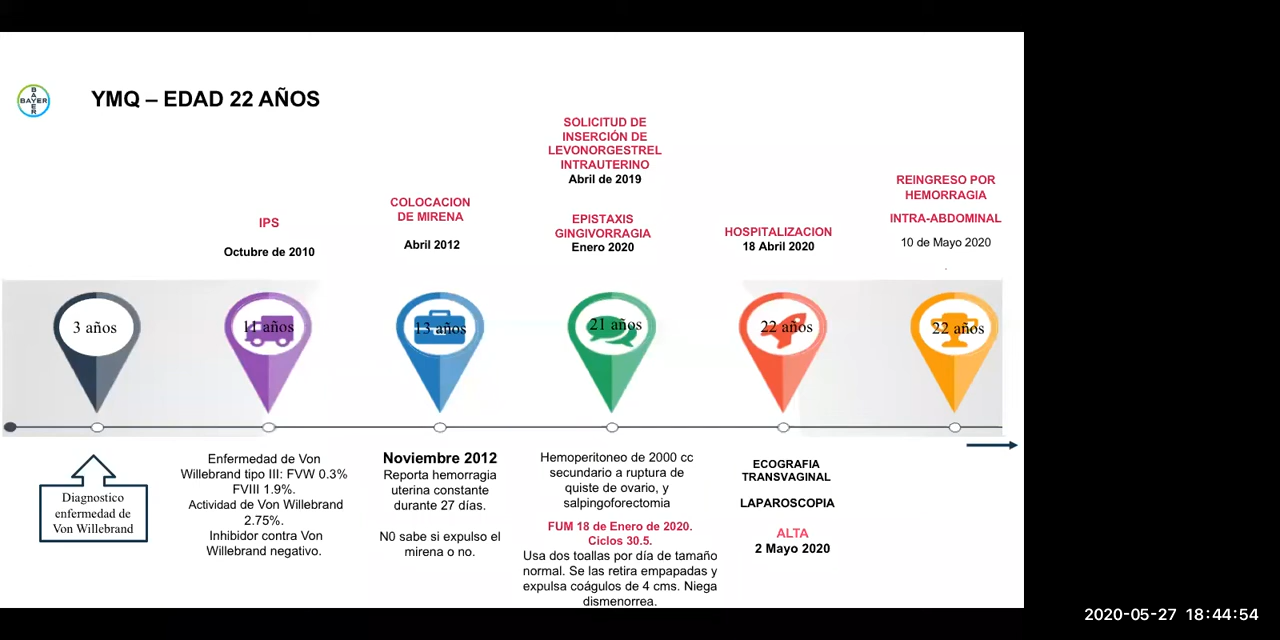 BAYER
YMQ – EDAD 22 AÑOS
SOLICITUD DE
INSERCIÓN DE
LEVONORGESTREL
INTRAUTERINO
Abril de 2019
REINGRESO POR
HEMORRAGIA
INTRA-ABDOMINAL
10 de Mayo 2020
COLOCACION
DE MIRENA
Abril 2012
IPS
Octubre de 2010
EPISTAXIS
GINGIVORRAGIA
Enero 2020
HOSPITALIZACION
18 Abril 2020
3 años
11 años
13 años
21 años
22 años
22 años
Diagnostico
enfermedad de
Von Willebrand
Enfermedad de Von
Willebrand tipo III: FVW 0.3%
FVIII 1.9%.
Actividad de Von Willebrand
2.75%.
Inhibidor contra Von
Willebrand negativo.
Noviembre 2012
Reporta hemorragia
uterina constante
durante 27 días.
N0 sabe si expulso el
mirena o no.
Hemoperitoneo de 2000 cc
secundario a ruptura de
quiste de ovario, y
salpingoforectomia
FUM 18 de Enero de 2020.
Ciclos 30.5.
Usa dos toallas por día de tamaño
normal. Se las retira empapadas y
expulsa coágulos de 4 cms. Niega
dismenorrea.
ECOGRAFIA
TRANSVAGINAL
LAPAROSCOPIA
ALTA
2 Mayo 2020
2020-05-27 18:44:54